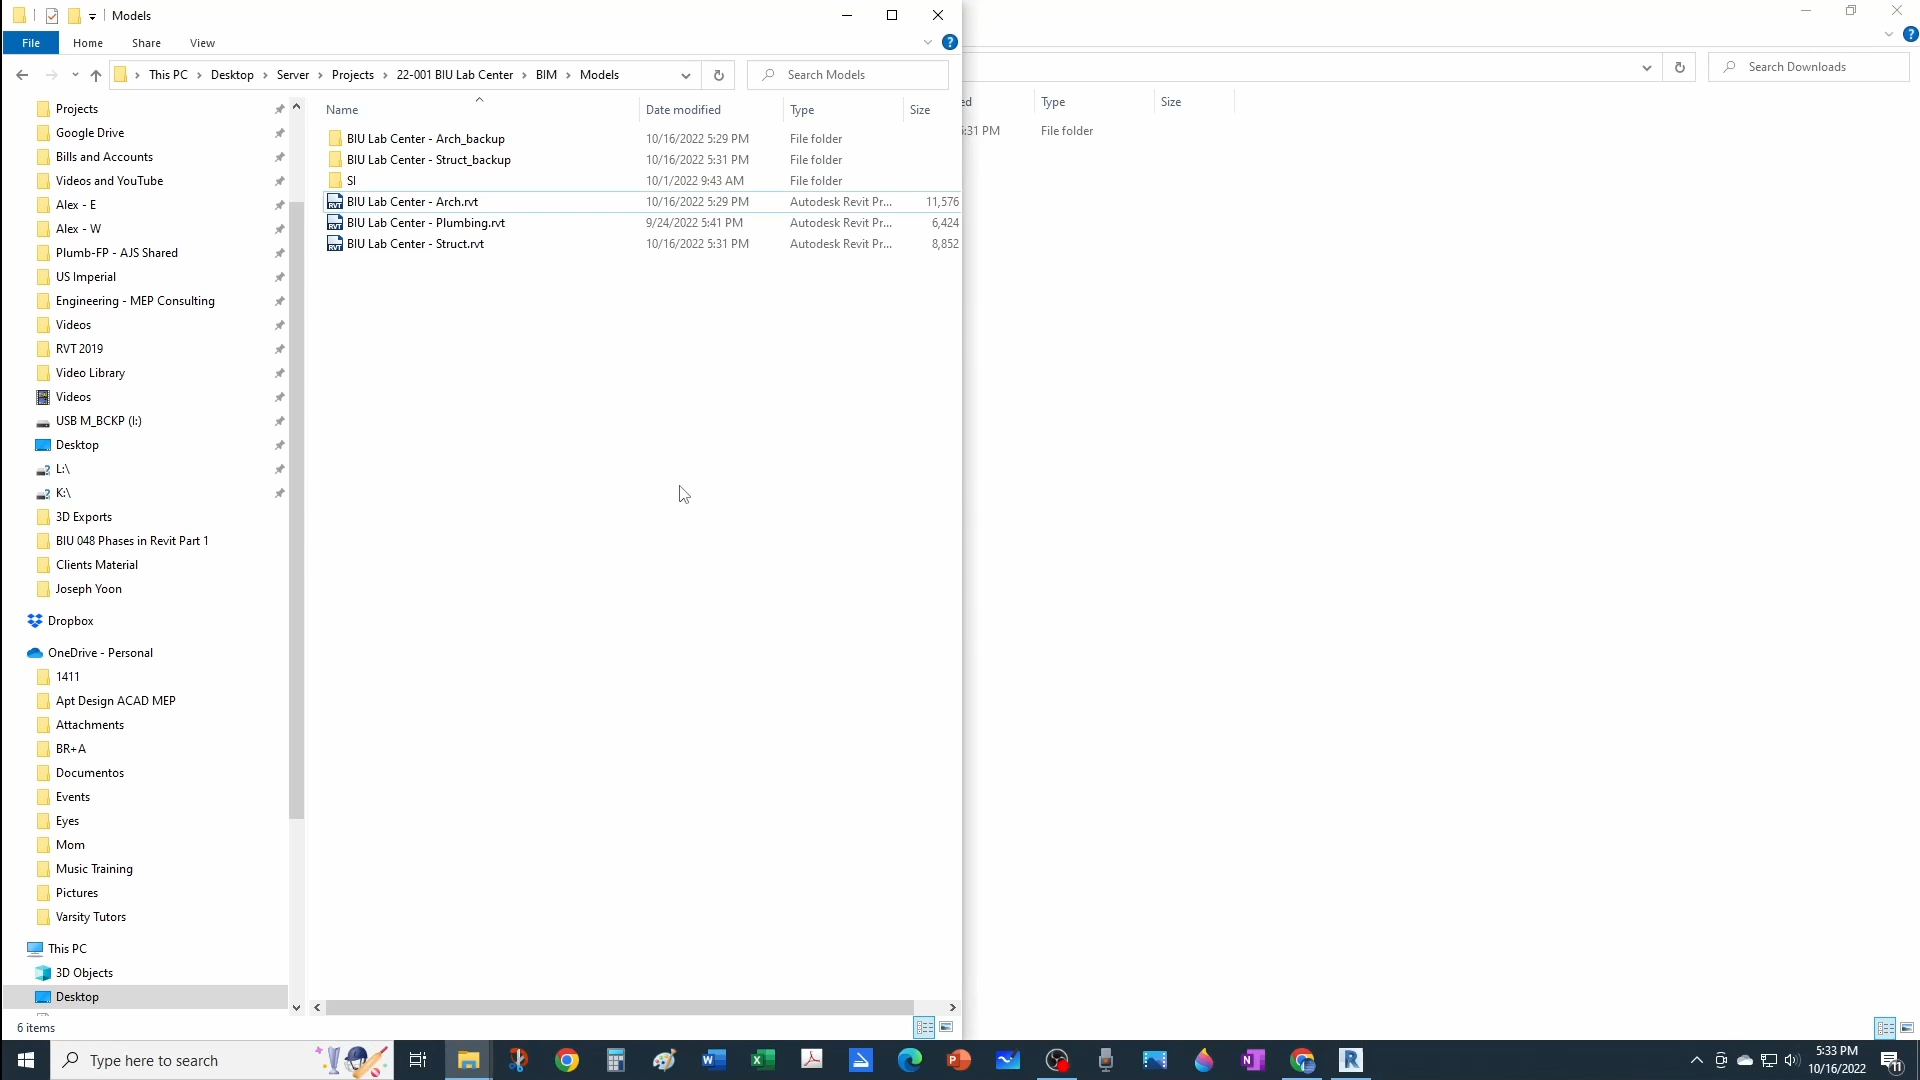 Models
File Home Share View
This PC Desktop Server Projects 22-001 BIU Lab Center BIM Models
Search Models
Search Downloads
Name Date modified Type Size
ed Type Size
BIU Lab Center - Arch_backup 10/16/2022 5:29 PM File folder
BIU Lab Center - Struct_backup 10/16/2022 5:31 PM File folder
SI 10/1/2022 9:43 AM File folder
BIU Lab Center - Arch.rvt 10/16/2022 5:29 PM Autodesk Revit Pr... 11,576
BIU Lab Center - Plumbing.rvt 9/24/2022 5:41 PM Autodesk Revit Pr... 6,424
BIU Lab Center - Struct.rvt 10/16/2022 5:31 PM Autodesk Revit Pr... 8,852
:31 PM File folder
Projects
Google Drive
Bills and Accounts
Videos and YouTube
Alex - E
Alex - W
Plumb-FP - AJS Shared
US Imperial
Engineering - MEP Consulting
Videos
RVT 2019
Video Library
Videos
USB M_BCKP (I:)
Desktop
L:\
K:\
3D Exports
BIU 048 Phases in Revit Part 1
Clients Material
Joseph Yoon
Dropbox
OneDrive - Personal
1411
Apt Design ACAD MEP
Attachments
BR+A
Documentos
Events
Eyes
Mom
Music Training
Pictures
Varsity Tutors
This PC
3D Objects
Desktop
6 items
Type here to search
5:33 PM
10/16/2022
11